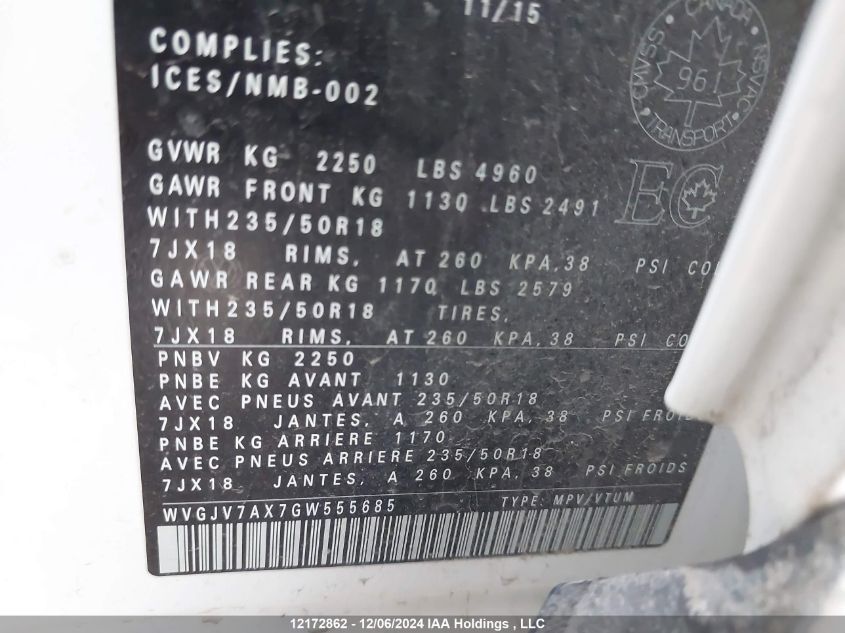 11/15
COMPLIES:
ICES/NMB-002
CANADA
CMVSS NSVAC
961
TRANSPORT
GVWR KG 2250 LBS 4960
GAWR FRONT KG 1130 LBS 2491
WITH235/50R18
EC
7JX18 RIMS, AT 260 KPA,38 PSI
GAWR REAR KG 1170 LBS 2579
WITH235/50R18 TIRES,
7JX18 RIMS, AT 260 KPA,38 PSI
PNBV KG 2250
PNBE KG AVANT 1130
AVEC PNEUS AVANT 235/50R18
7JX18 JANTES, A 260 KPA, 38 PSI FROIDS
PNBE KG ARRIERE 1170
AVEC PNEUS ARRIERE 235/50R18
7JX18 JANTES, A 260 KPA, 38 PSI FROIDS
WVGJV7AX7GW555685 TYPE: MPV/VTUM
12172862 - 12/06/2024 IAA Holdings , LLC